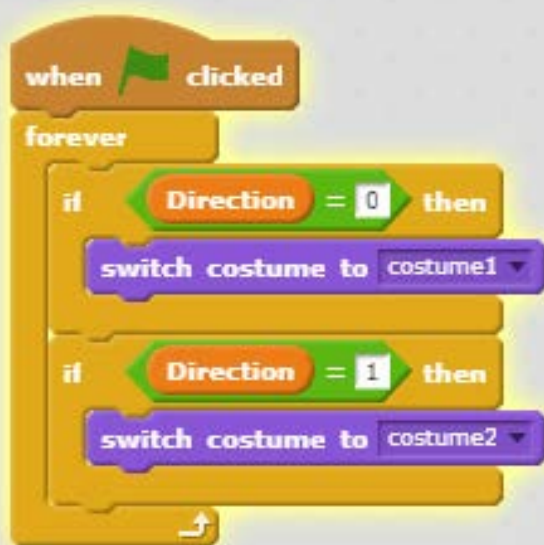 when clicked
forever
if Direction = 0 then
switch costume to costume1
if Direction = 1 then
switch costume to costume2